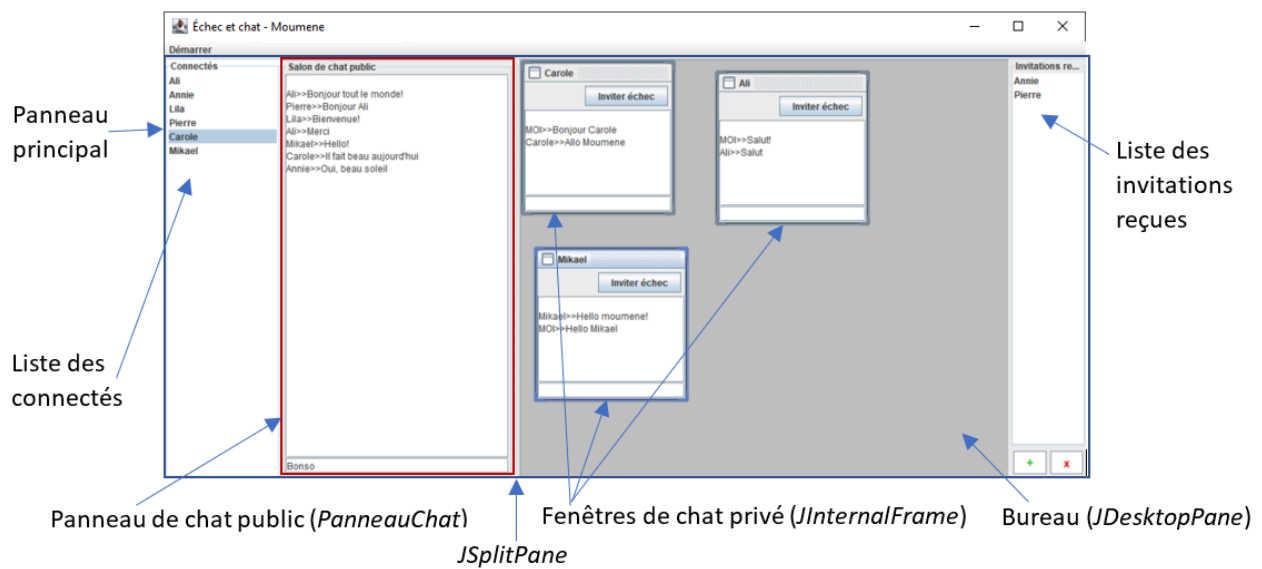 Échec et chat - Moumene
Démarrer
Connectés
Ali
Annie
Lila
Pierre
Carole
Mikael
Salon de chat public
Ali>>Bonjour tout le monde!
Pierre>>Bonjour Ali
Lila>>Bienvenue!
Ali>>Merci
Mikael>>Hello!
Carole>>Il fait beau aujourd'hui
Annie>>Oui, beau soleil
Bonso
Carole
Inviter échec
MOI>>Bonjour Carole
Carole>>Allo Moumene
Ali
Inviter échec
MOI>>Salut!
Ali>>Salut
Mikael
Inviter échec
Mikael>>Hello moumene!
MOI>>Hello Mikael
Invitations re...
Annie
Pierre
+
x
Panneau
principal
Liste des
connectés
Liste des
invitations
reçues
Panneau de chat public (PanneauChat)
JSplitPane
Fenêtres de chat privé (JInternalFrame)
Bureau (JDesktopPane)